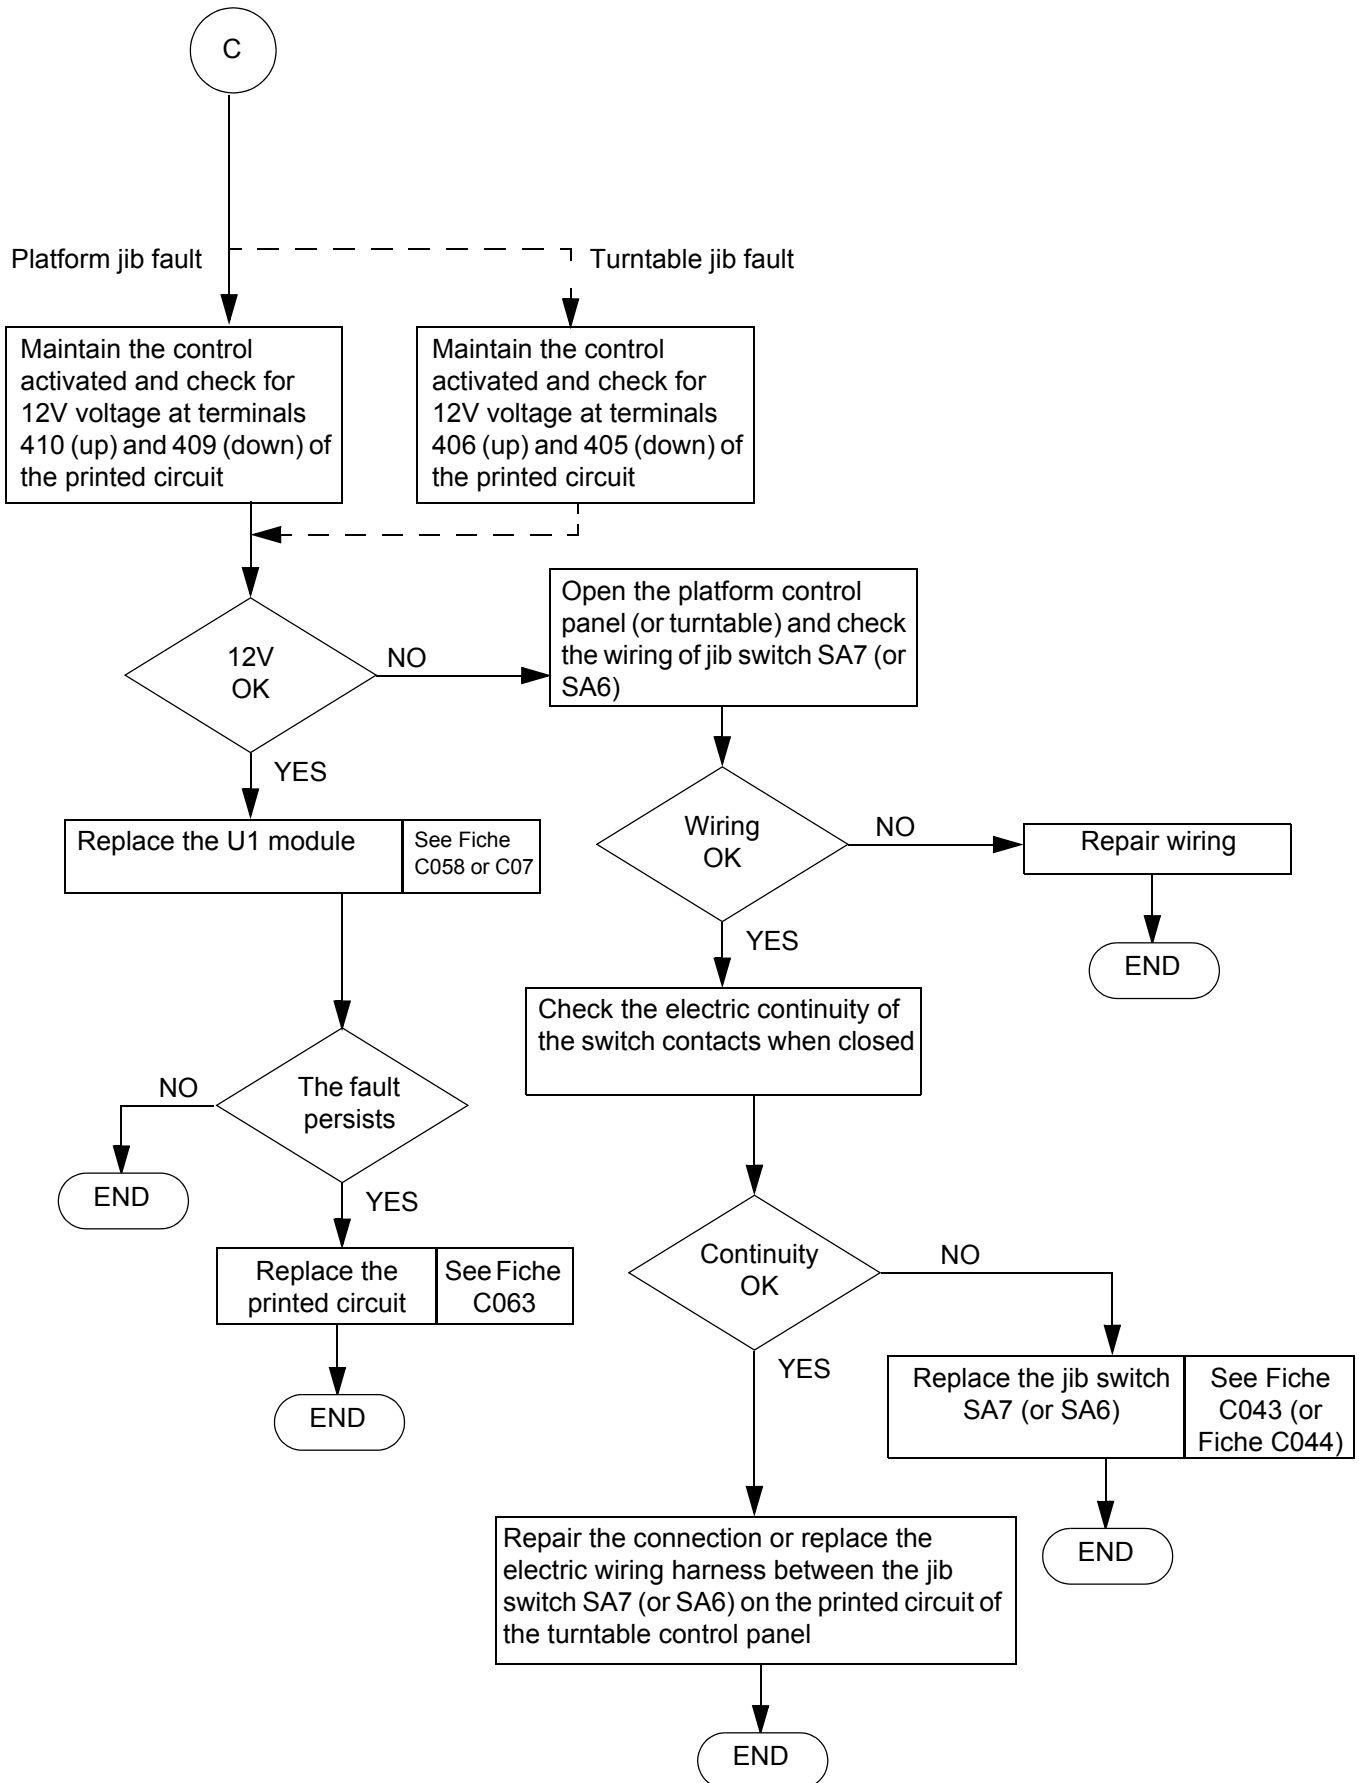 C
Platform jib fault
Turntable jib fault
Maintain the control
activated and check for
12V voltage at terminals
410 (up) and 409 (down) of
the printed circuit
Maintain the control
activated and check for
12V voltage at terminals
406 (up) and 405 (down) of
the printed circuit
12V
OK
NO
Open the platform control
panel (or turntable) and check
the wiring of jib switch SA7 (or
SA6)
YES
Replace the U1 module
See Fiche
C058 or C07
Wiring
OK
NO
Repair wiring
END
YES
Check the electric continuity of
the switch contacts when closed
The fault
persists
NO
END
YES
Replace the
printed circuit
See Fiche
C063
END
Continuity
OK
NO
Replace the jib switch
SA7 (or SA6)
See Fiche
C043 (or
Fiche C044)
END
YES
Repair the connection or replace the
electric wiring harness between the jib
switch SA7 (or SA6) on the printed circuit of
the turntable control panel
END